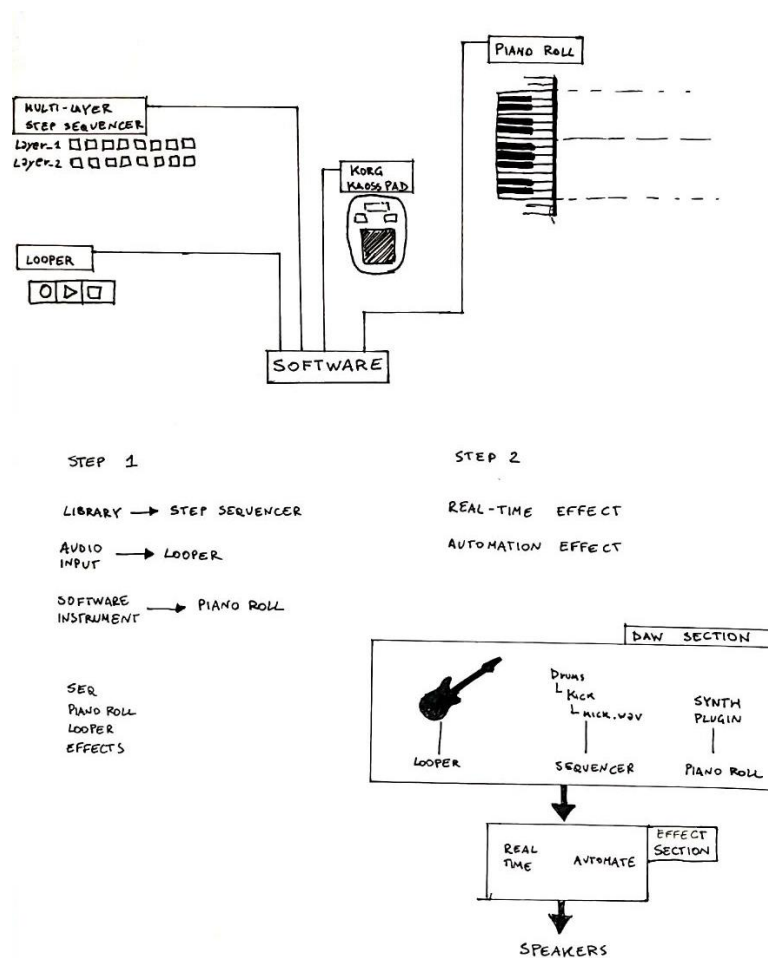 PIANO ROLL
MULTI-LAYER
STEP SEQUENCER
Layer_1
Layer_2
KORG
KAOSS PAD
LOOPER
SOFTWARE
STEP 1
LIBRARY → STEP SEQUENCER
AUDIO
INPUT → LOOPER
SOFTWARE
INSTRUMENT → PIANO ROLL
SEQ
PIANO ROLL
LOOPER
EFFECTS
STEP 2
REAL-TIME EFFECT
AUTOMATION EFFECT
DAW SECTION
LOOPER
Drums
└ Kick
└ Kick.wav
SEQUENCER
SYNTH
PLUGIN
PIANO ROLL
EFFECT
SECTION
REAL
TIME
AUTOMATE
SPEAKERS